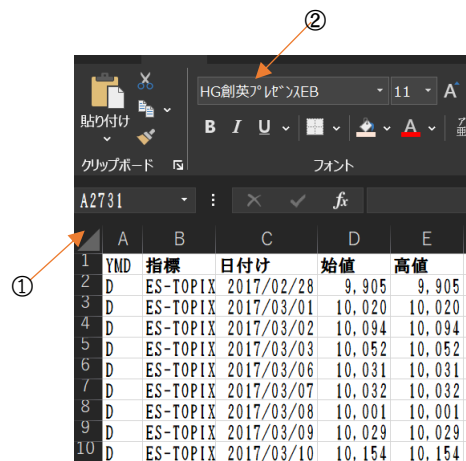 ②
HG創英ﾌﾟﾚｾﾞﾝｽEB 11 A
貼り付け
B I U A
クリップボード フォント
A2731 fx
A B C D E
①
1 YMD 指標 日付け 始値 高値
2 D ES-TOPIX 2017/02/28 9,905 9,905
3 D ES-TOPIX 2017/03/01 10,020 10,020
4 D ES-TOPIX 2017/03/02 10,094 10,094
5 D ES-TOPIX 2017/03/03 10,052 10,052
6 D ES-TOPIX 2017/03/06 10,031 10,031
7 D ES-TOPIX 2017/03/07 10,032 10,032
8 D ES-TOPIX 2017/03/08 10,001 10,001
9 D ES-TOPIX 2017/03/09 10,029 10,029
10 D ES-TOPIX 2017/03/10 10,154 10,154